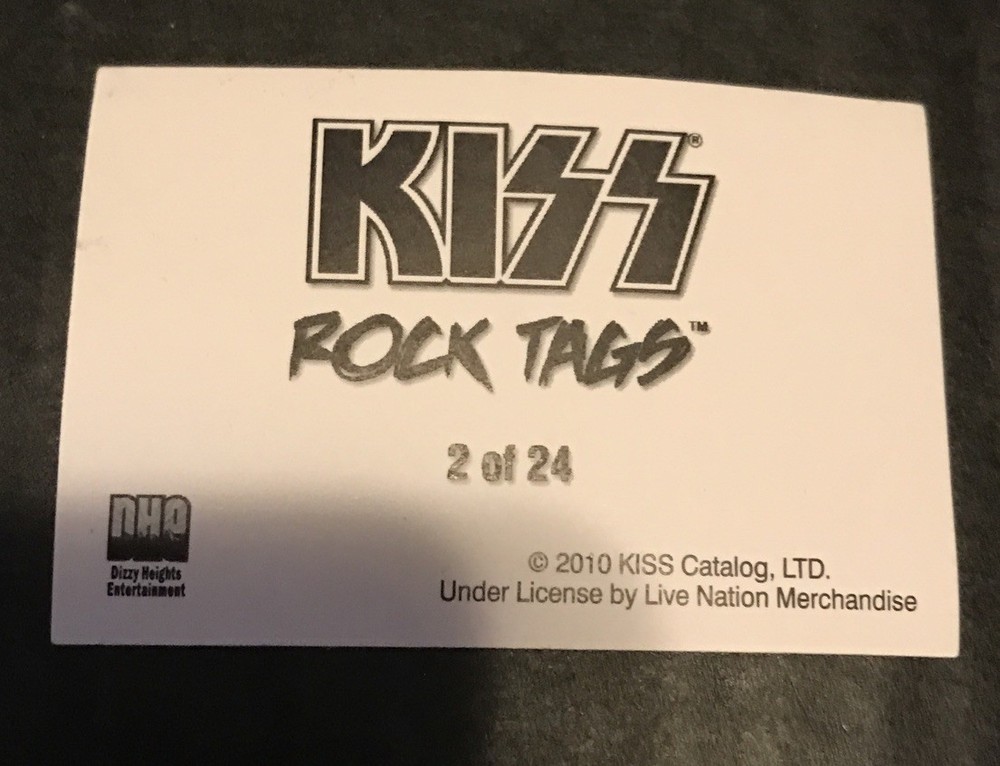 KISS®
ROCK TAGS™
2 of 24
DHE
Dizzy Heights
Entertainment
© 2010 KISS Catalog, LTD.
Under License by Live Nation Merchandise